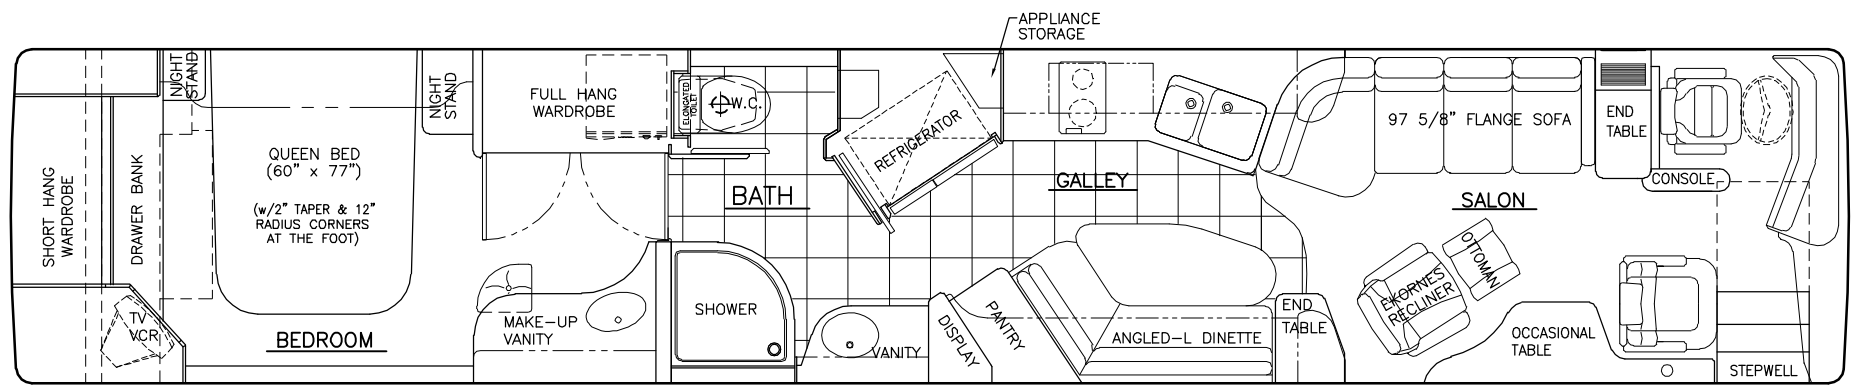 APPLIANCE
STORAGE
NIGHT
STAND
NIGHT
STAND
FULL HANG
WARDROBE
ELONGATED
TOILET
W.C.
REFRIGERATOR
97 5/8" FLANGE SOFA
END
TABLE
QUEEN BED
(60" x 77")
(w/2" TAPER & 12"
RADIUS CORNERS
AT THE FOOT)
SHORT HANG
WARDROBE
DRAWER BANK
BATH
GALLEY
CONSOLE
SALON
OTTOMAN
EKORNES
RECLINER
TV
VCR
BEDROOM
MAKE-UP
VANITY
SHOWER
VANITY
DISPLAY
PANTRY
ANGLED-L DINETTE
END
TABLE
OCCASIONAL
TABLE
STEPWELL